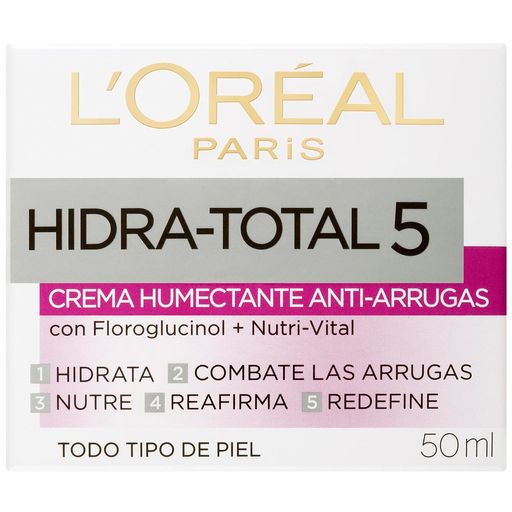 L'ORÉAL
PARiS
HIDRA-TOTAL 5
CREMA HUMECTANTE ANTI-ARRUGAS
con Floroglucinol + Nutri-Vital
1 HIDRATA 2 COMBATE LAS ARRUGAS
3 NUTRE 4 REAFIRMA 5 REDEFINE
TODO TIPO DE PIEL 50ml